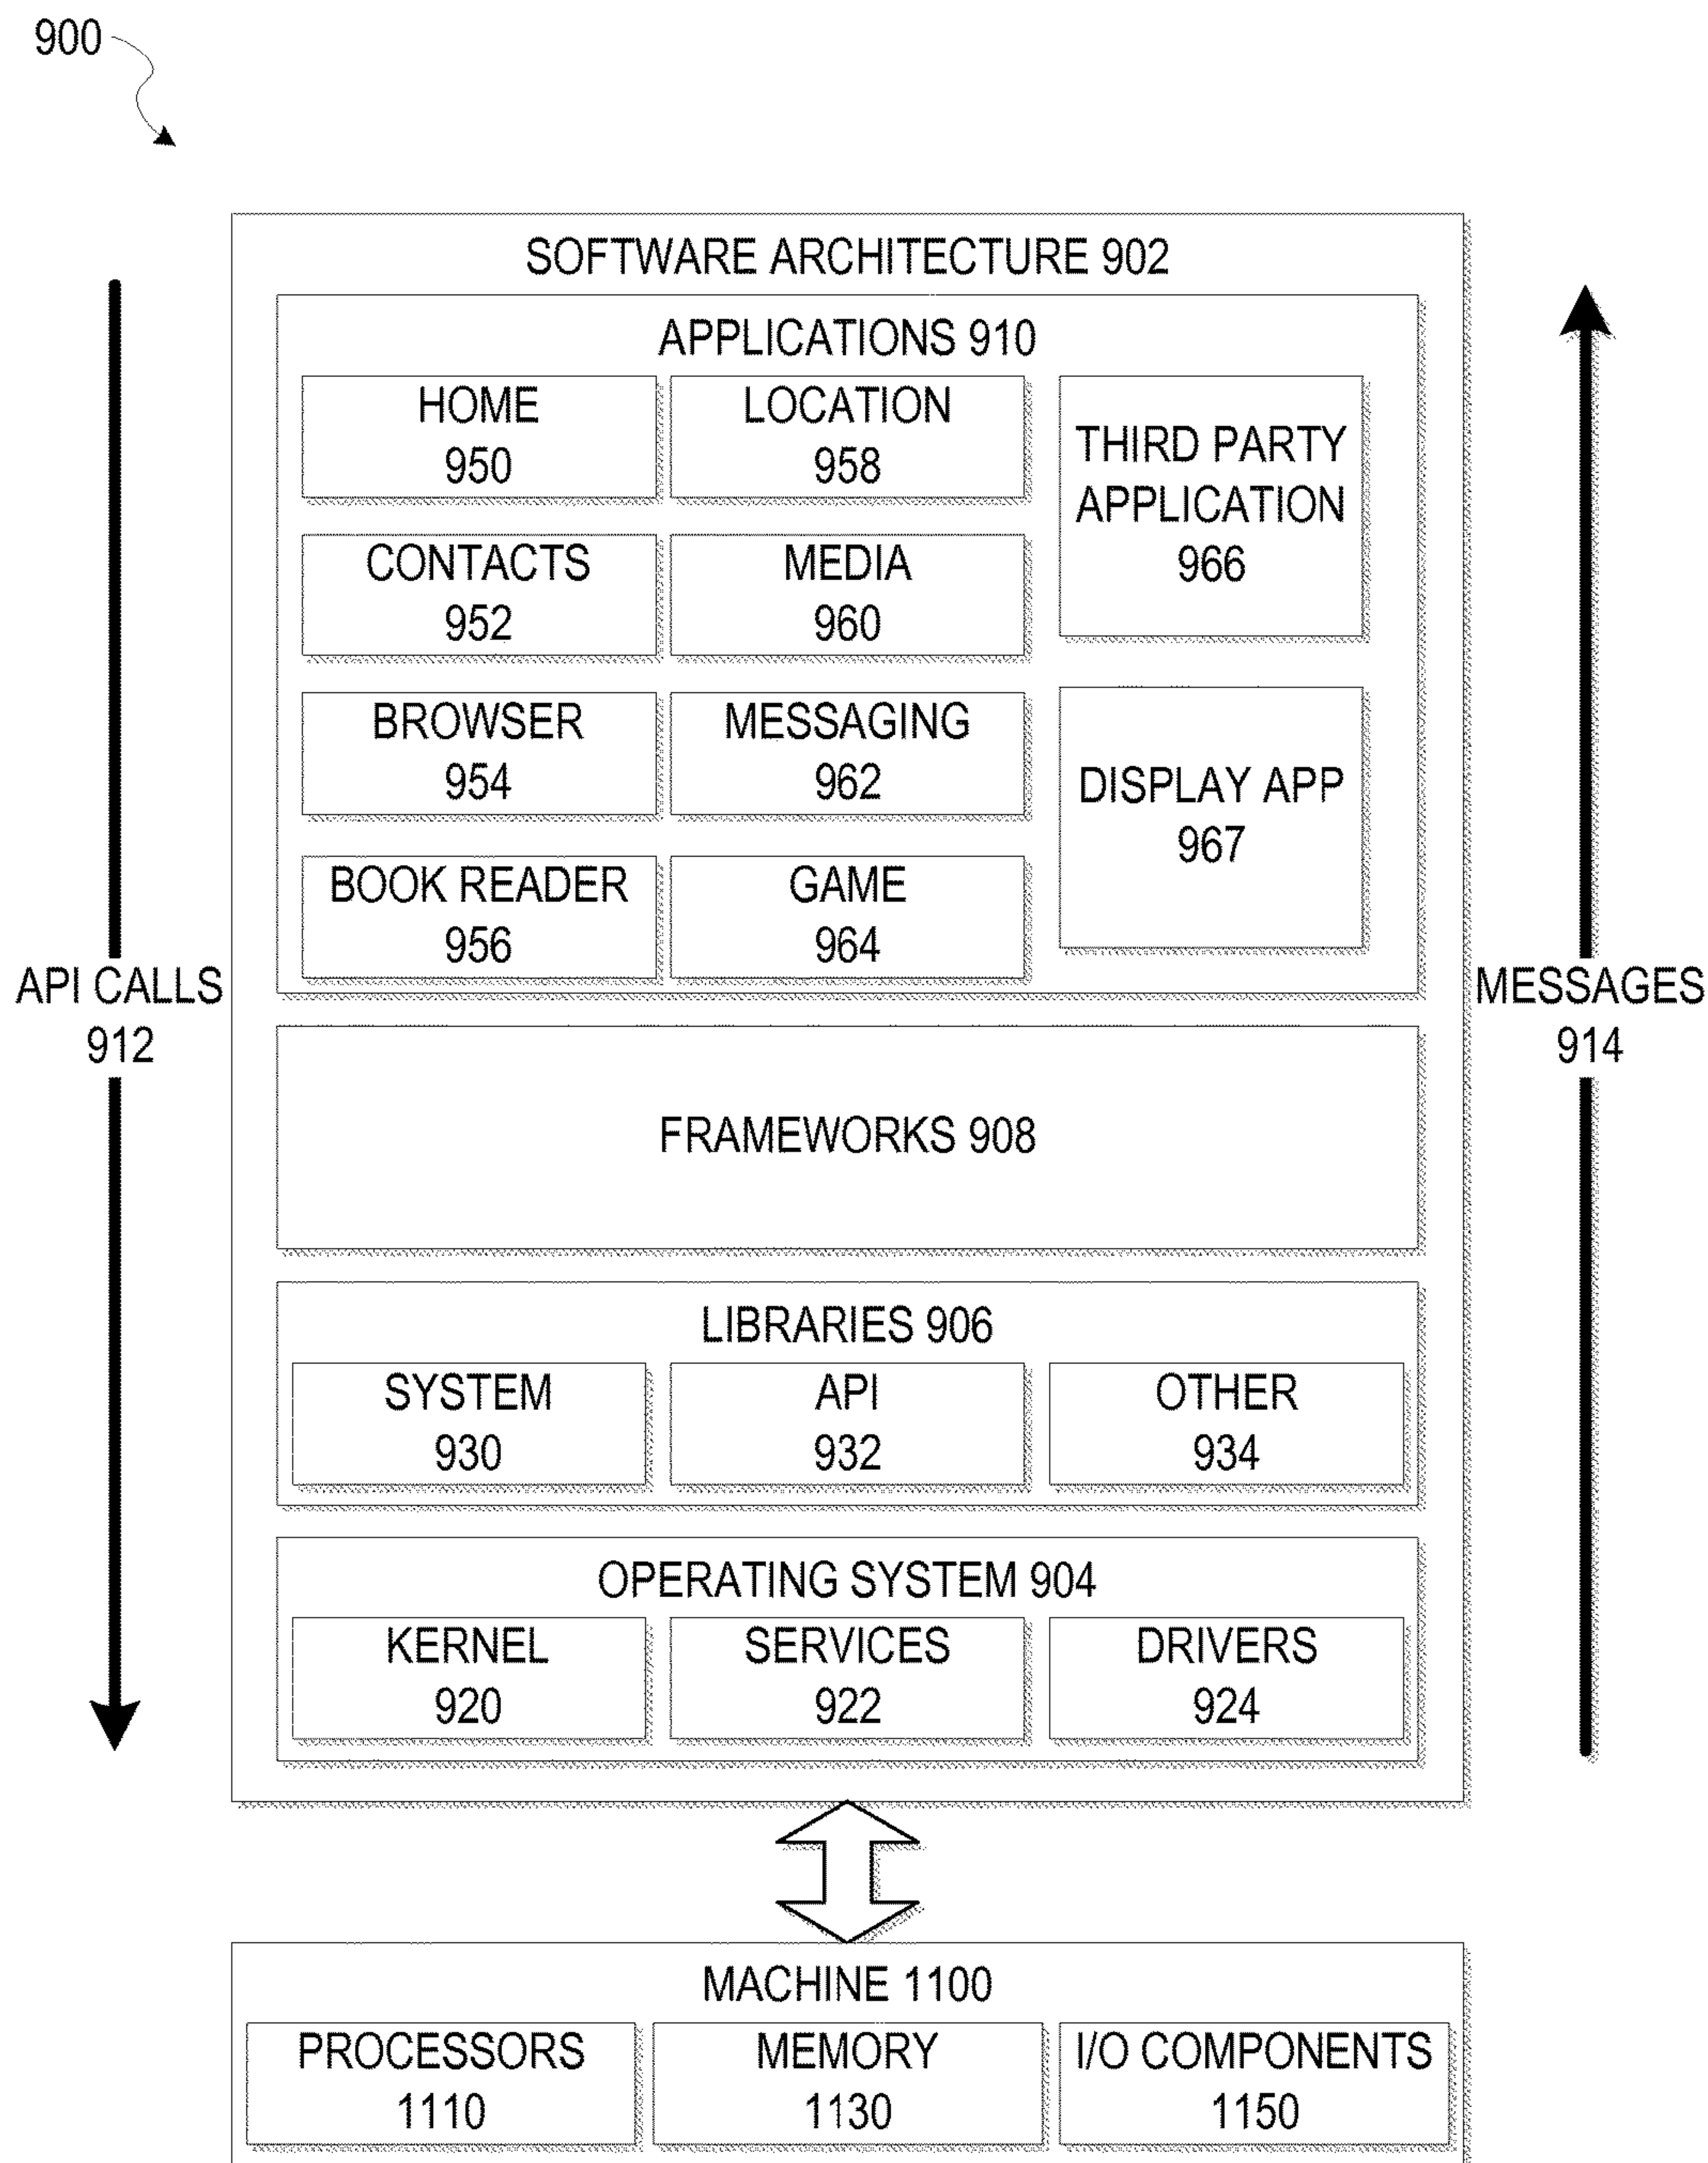 900
SOFTWARE ARCHITECTURE 902
APPLICATIONS 910
HOME
950
LOCATION
958
THIRD PARTY
APPLICATION
966
CONTACTS
952
MEDIA
960
BROWSER
954
MESSAGING
962
DISPLAY APP
967
BOOK READER
956
GAME
964
API CALLS
912
MESSAGES
914
FRAMEWORKS 908
LIBRARIES 906
SYSTEM
930
API
932
OTHER
934
OPERATING SYSTEM 904
KERNEL
920
SERVICES
922
DRIVERS
924
MACHINE 1100
PROCESSORS
1110
MEMORY
1130
I/O COMPONENTS
1150